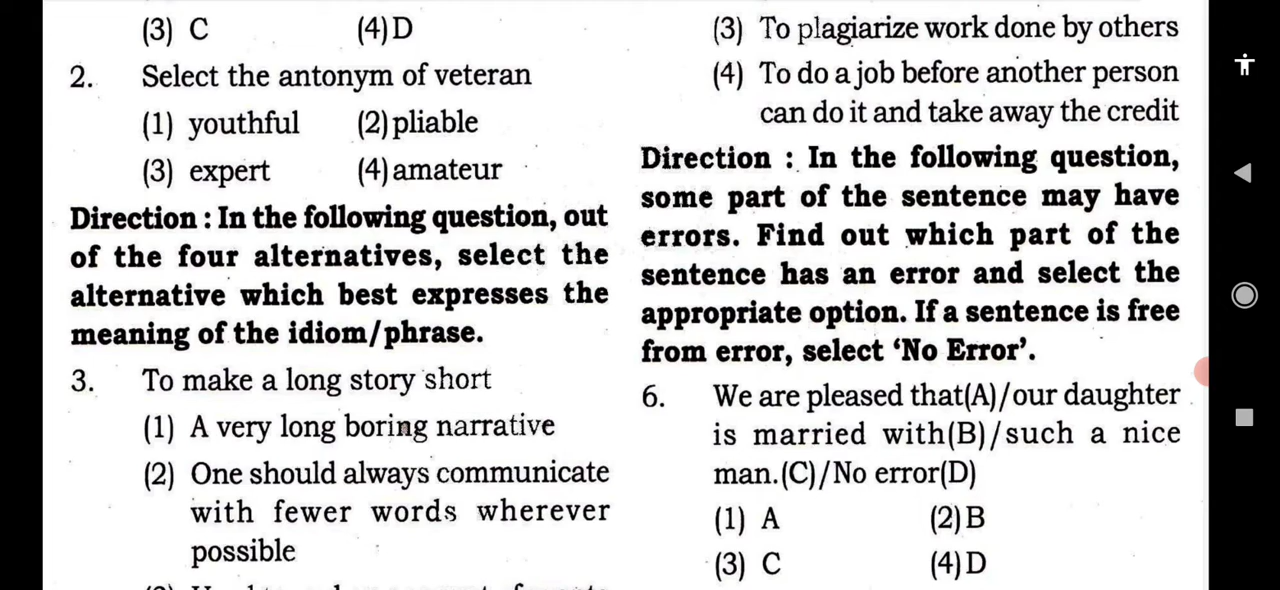 (3) C (4) D
2. Select the antonym of veteran
(1) youthful (2) pliable
(3) expert (4) amateur
Direction : In the following question, out
of the four alternatives, select the
alternative which best expresses the
meaning of the idiom/phrase.
3. To make a long story short
(1) A very long boring narrative
(2) One should always communicate
with fewer words wherever
possible
(3) To plagiarize work done by others
(4) To do a job before another person
can do it and take away the credit
Direction : In the following question,
some part of the sentence may have
errors. Find out which part of the
sentence has an error and select the
appropriate option. If a sentence is free
from error, select ‘No Error’.
6. We are pleased that(A)/our daughter
is married with(B)/such a nice
man.(C)/No error(D)
(1) A (2) B
(3) C (4) D